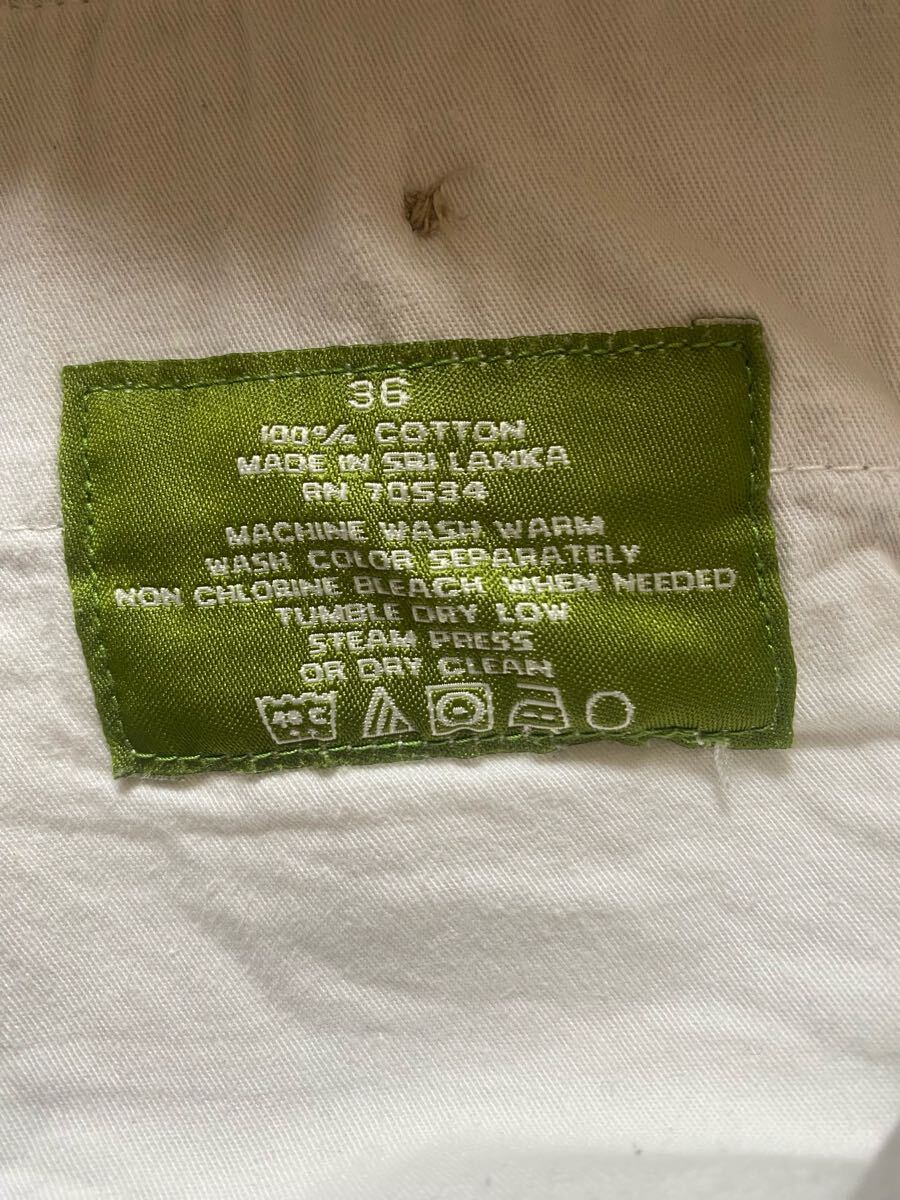 36
100% COTTON
MADE IN SRI LANKA
RN 70534
MACHINE WASH WARM
WASH COLOR SEPARATELY
NON CHLORINE BLEACH WHEN NEEDED
TUMBLE DRY LOW
STEAM PRESS
OR DRY CLEAN